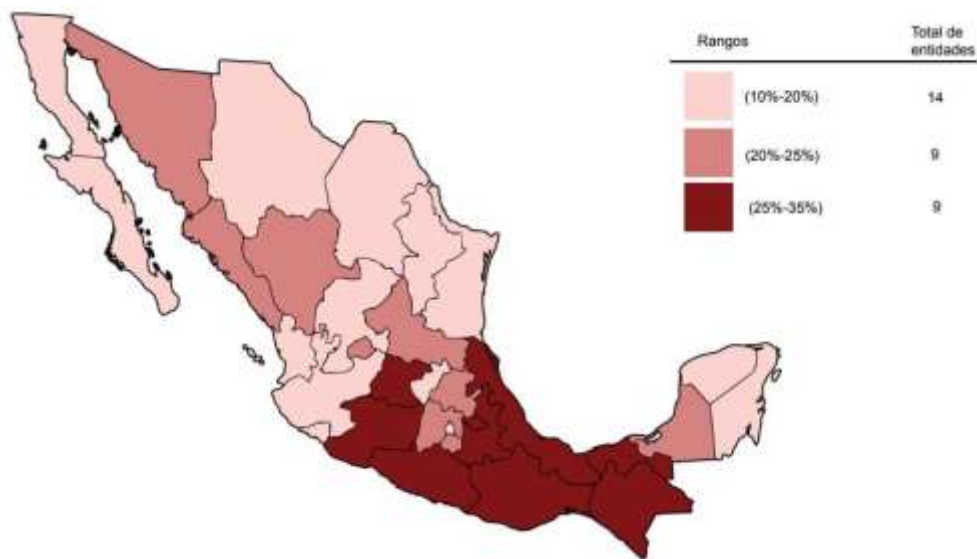 Rangos
Total de
entidades
(10%-20%)
14
(20%-25%)
9
(25%-35%)
9